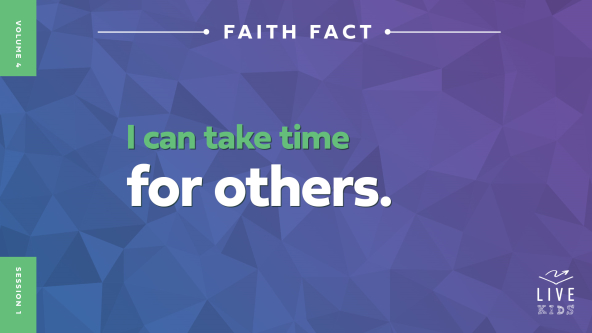 VOLUME 4
FAITH FACT
I can take time
for others.
SESSION 1
LIVE
KIDS